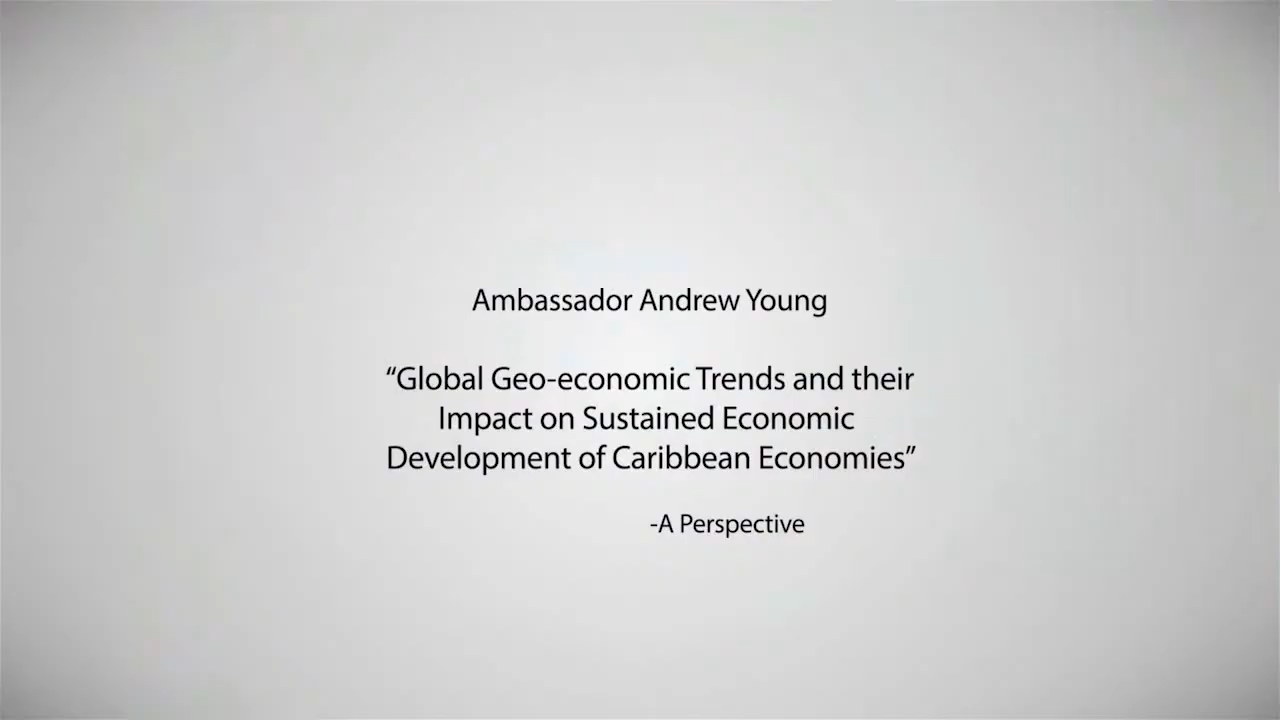 Ambassador Andrew Young
“Global Geo-economic Trends and their
Impact on Sustained Economic
Development of Caribbean Economies”
-A Perspective